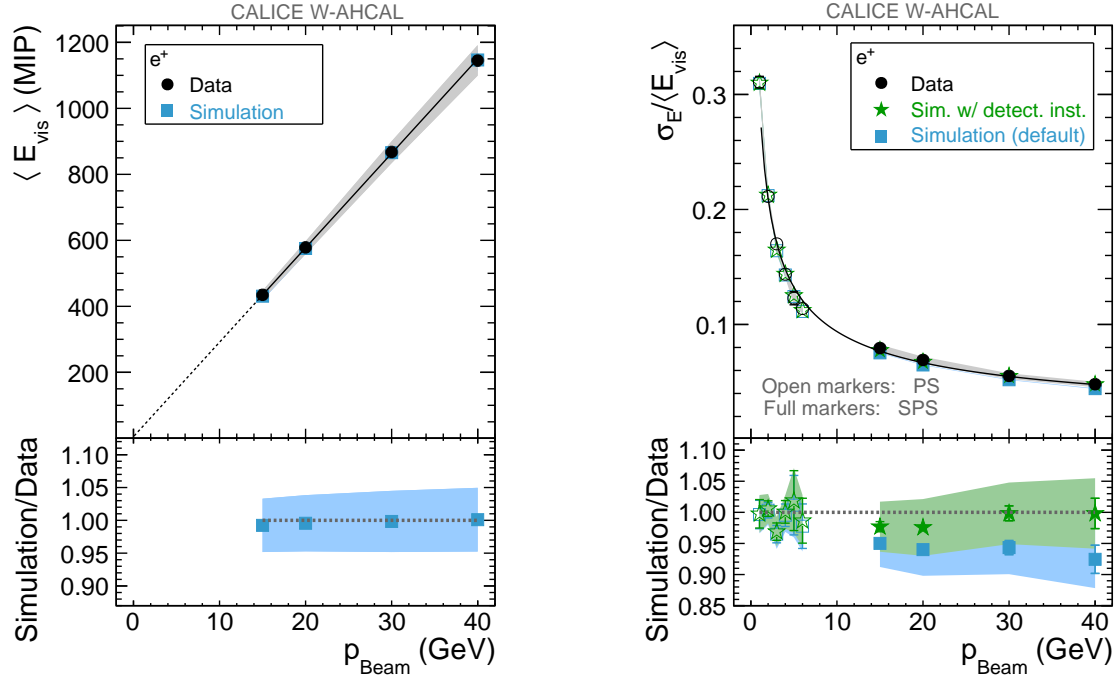 CALICE W-AHCAL
⟨ E_vis ⟩ (MIP)
1200
1000
800
600
400
200
e⁺
Data
Simulation
Simulation/Data
1.10
1.05
1.00
0.95
0.90
0 10 20 30 40
p_Beam (GeV)
CALICE W-AHCAL
σ_E/⟨E_vis⟩
0.3
0.2
0.1
e⁺
Data
Sim. w/ detect. inst.
Simulation (default)
Open markers: PS
Full markers: SPS
Simulation/Data
1.10
1.05
1.00
0.95
0.90
0.85
0 10 20 30 40
p_Beam (GeV)